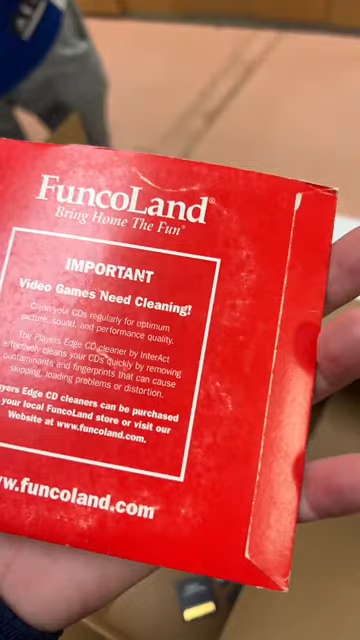 FuncoLand®
Bring Home The Fun®
IMPORTANT
Video Games Need Cleaning!
Clean your CDs regularly for optimum
picture, sound, and performance quality.
The Players Edge CD cleaner by InterAct
effectively cleans your CDs quickly by removing
contaminants and fingerprints that can cause
skipping, loading problems or distortion.
ayers Edge CD cleaners can be purchased
your local FuncoLand store or visit our
Website at www.funcoland.com.
w.funcoland.com